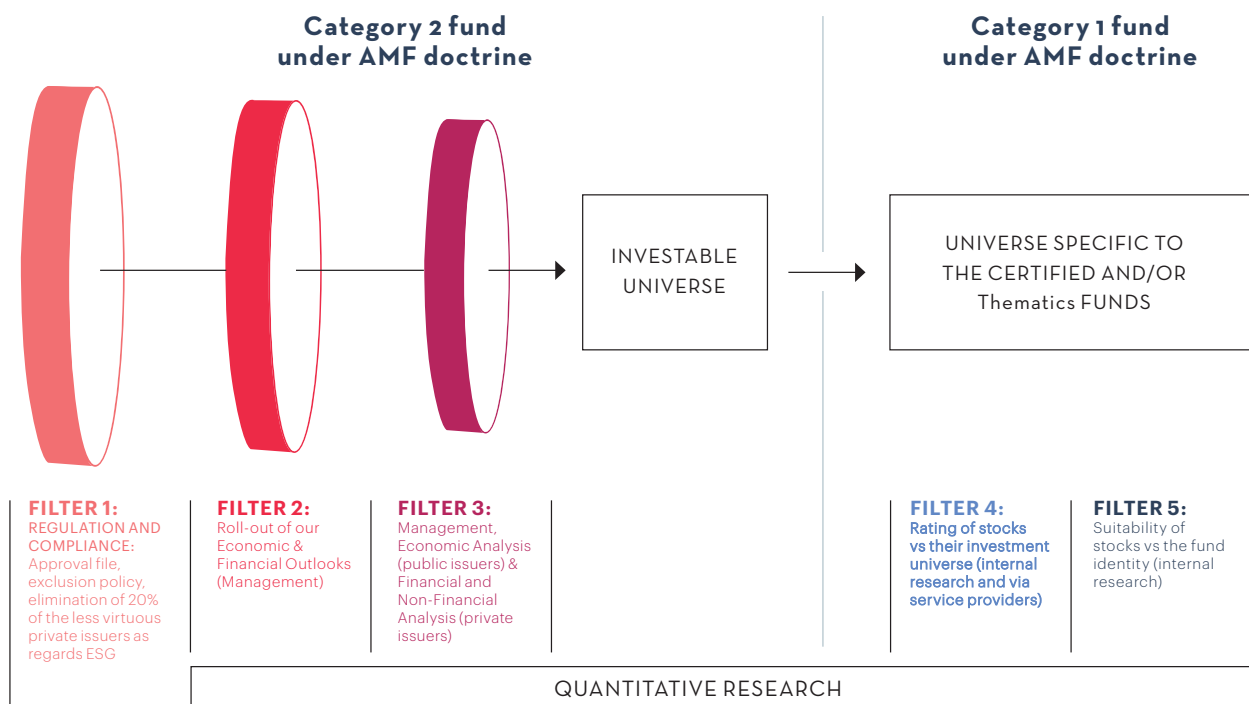 Category 2 fund
under AMF doctrine
Category 1 fund
under AMF doctrine
INVESTABLE
UNIVERSE
UNIVERSE SPECIFIC TO
THE CERTIFIED AND/OR
Thematics FUNDS
FILTER 1:
REGULATION AND
COMPLIANCE:
Approval file,
exclusion policy,
elimination of 20%
of the less virtuous
private issuers as
regards ESG
FILTER 2:
Roll-out of our
Economic &
Financial Outlooks
(Management)
FILTER 3:
Management,
Economic Analysis
(public issuers) &
Financial and
Non-Financial
Analysis (private
issuers)
FILTER 4:
Rating of stocks
vs their investment
universe (internal
research and via
service providers)
FILTER 5:
Suitability of
stocks vs the fund
identity (internal
research)
QUANTITATIVE RESEARCH